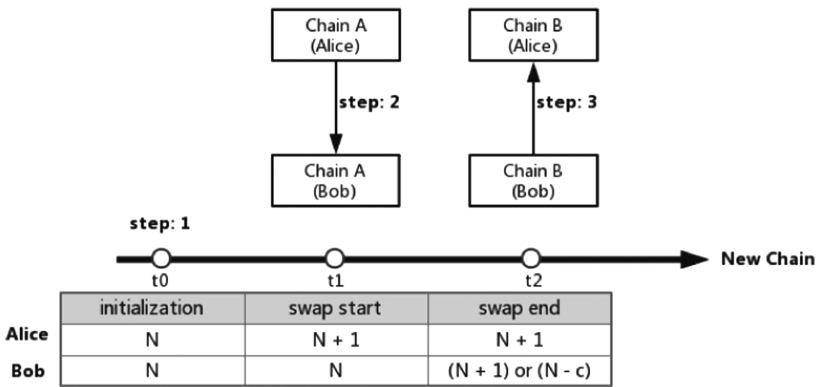 Chain A
(Alice)
Chain B
(Alice)
step: 2
step: 3
Chain A
(Bob)
Chain B
(Bob)
step: 1
New Chain
t0
t1
t2
initialization
swap start
swap end
Alice
N
N + 1
N + 1
Bob
N
N
(N + 1) or (N - c)